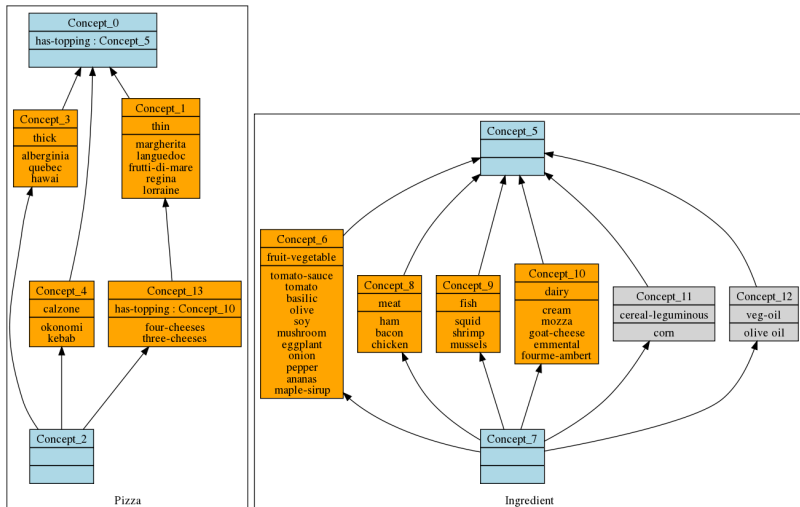 Concept_0
has-topping : Concept_5
Concept_3
thick
alberginia
quebec
hawai
Concept_1
thin
margherita
languedoc
frutti-di-mare
regina
lorraine
Concept_4
calzone
okonomi
kebab
Concept_13
has-topping : Concept_10
four-cheeses
three-cheeses
Concept_2
Pizza
Concept_5
Concept_6
fruit-vegetable
tomato-sauce
tomato
basilic
olive
soy
mushroom
eggplant
onion
pepper
ananas
maple-sirup
Concept_8
meat
ham
bacon
chicken
Concept_9
fish
squid
shrimp
mussels
Concept_10
dairy
cream
mozza
goat-cheese
emmental
fourme-ambert
Concept_11
cereal-leguminous
corn
Concept_12
veg-oil
olive oil
Concept_7
Ingredient